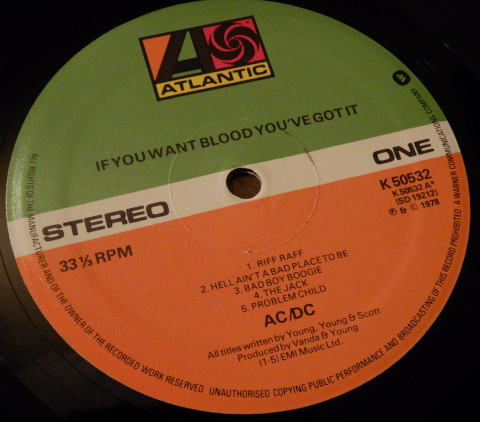 ATLANTIC
IF YOU WANT BLOOD YOU'VE GOT IT
STEREO
ONE
33⅓ RPM
K 50532
K 50532 A*
(SD 19212)
℗ & © 1978
1. RIFF RAFF
2. HELL AIN'T A BAD PLACE TO BE
3. BAD BOY BOOGIE
4. THE JACK
5. PROBLEM CHILD
AC/DC
All titles written by Young, Young & Scott
Produced by Vanda & Young
(1-5) EMI Music Ltd.
ALL RIGHTS OF THE MANUFACTURER AND OF THE OWNER OF THE RECORDED WORK RESERVED UNAUTHORISED COPYING PUBLIC PERFORMANCE AND BROADCASTING OF THIS RECORD PROHIBITED A WARNER COMMUNICATIONS COMPANY